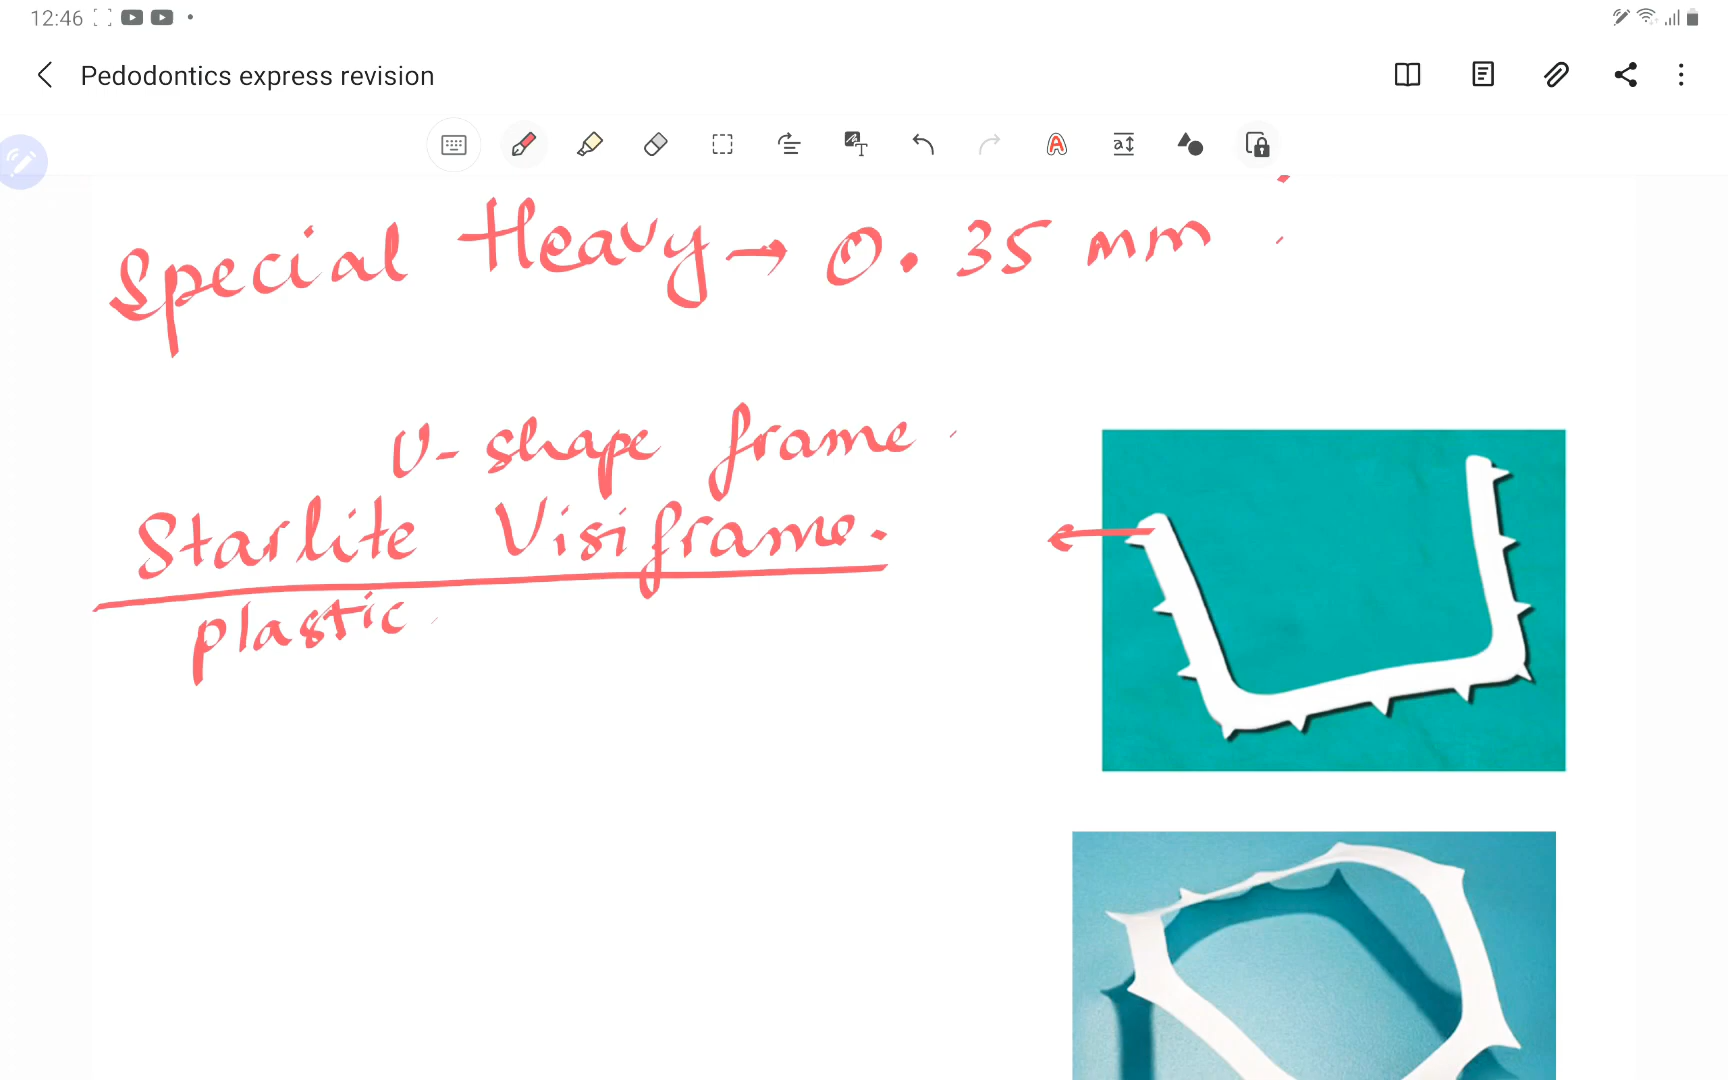 12:46
Pedodontics express revision
Special Heavy → 0.35 mm
U-shape frame
Starlite Visiframe.
plastic